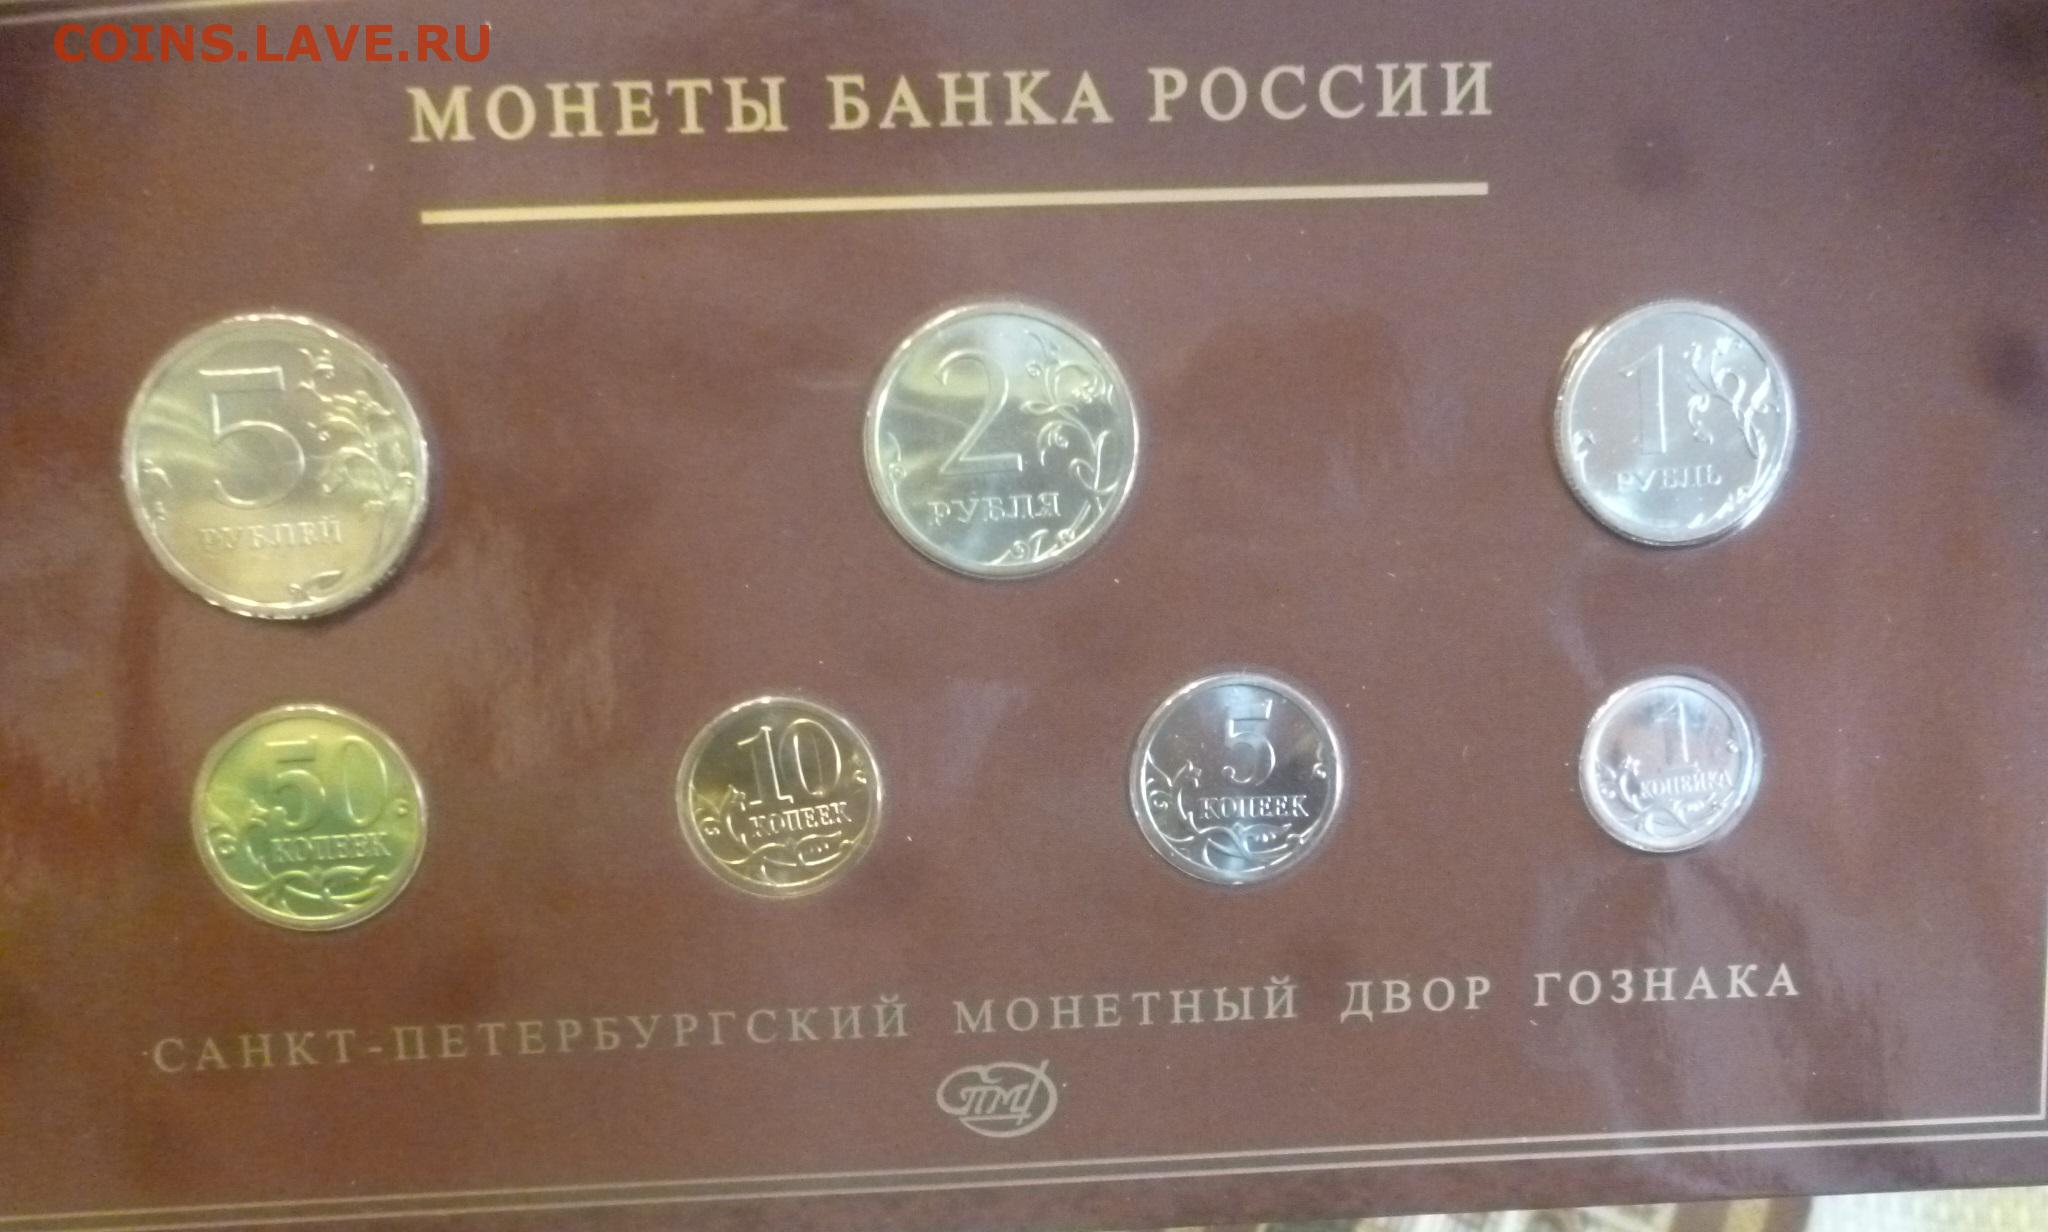 COINS.LAVE.RU
МОНЕТЫ БАНКА РОССИИ
5 РУБЛЕЙ
2 РУБЛЯ
1 РУБЛЬ
50 КОПЕЕК
10 КОПЕЕК
5 КОПЕЕК
1 КОПЕЙКА
САНКТ-ПЕТЕРБУРГСКИЙ МОНЕТНЫЙ ДВОР ГОЗНАКА